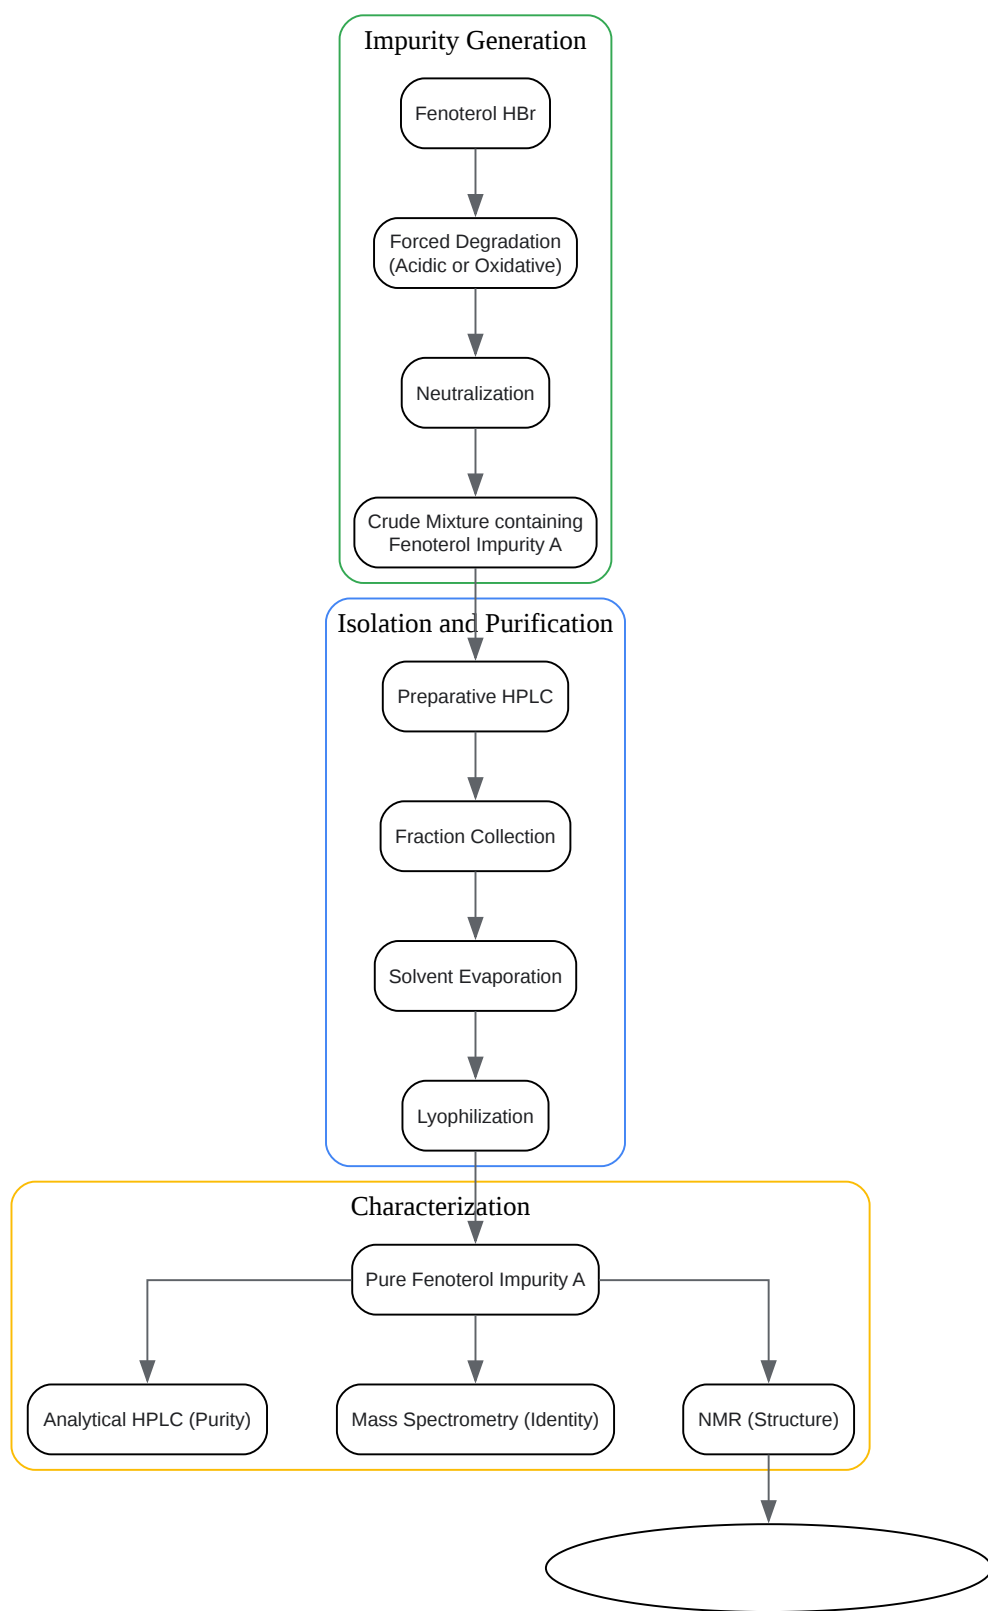 Impurity Generation
Fenoterol HBr
Forced Degradation
(Acidic or Oxidative)
Neutralization
Crude Mixture containing
Fenoterol Impurity A
Isolation and Purification
Preparative HPLC
Fraction Collection
Solvent Evaporation
Lyophilization
Characterization
Pure Fenoterol Impurity A
Analytical HPLC (Purity)
Mass Spectrometry (Identity)
NMR (Structure)